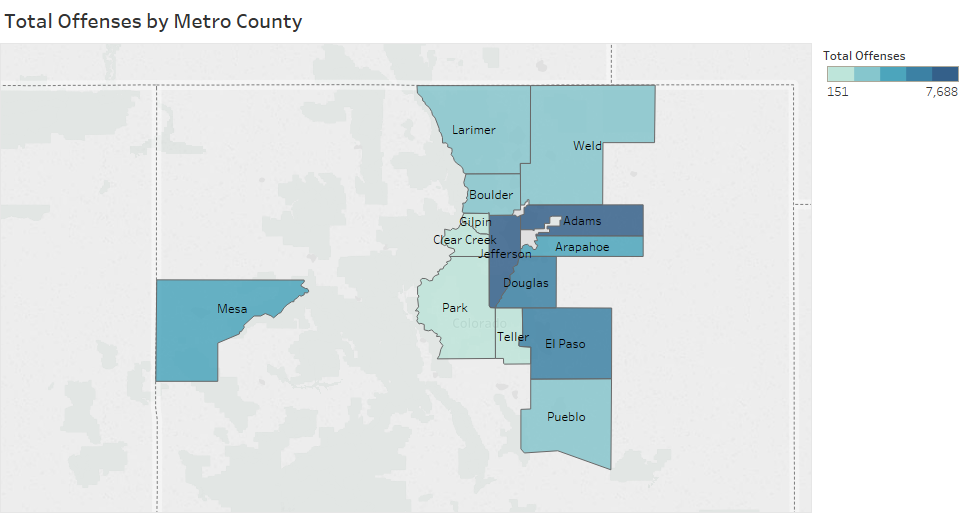 Total Offenses by Metro County
Total Offenses
151 7,688
Larimer
Weld
Boulder
Gilpin
Adams
Clear Creek
Arapahoe
Jefferson
Douglas
Mesa
Park
Colorado
Teller
El Paso
Pueblo